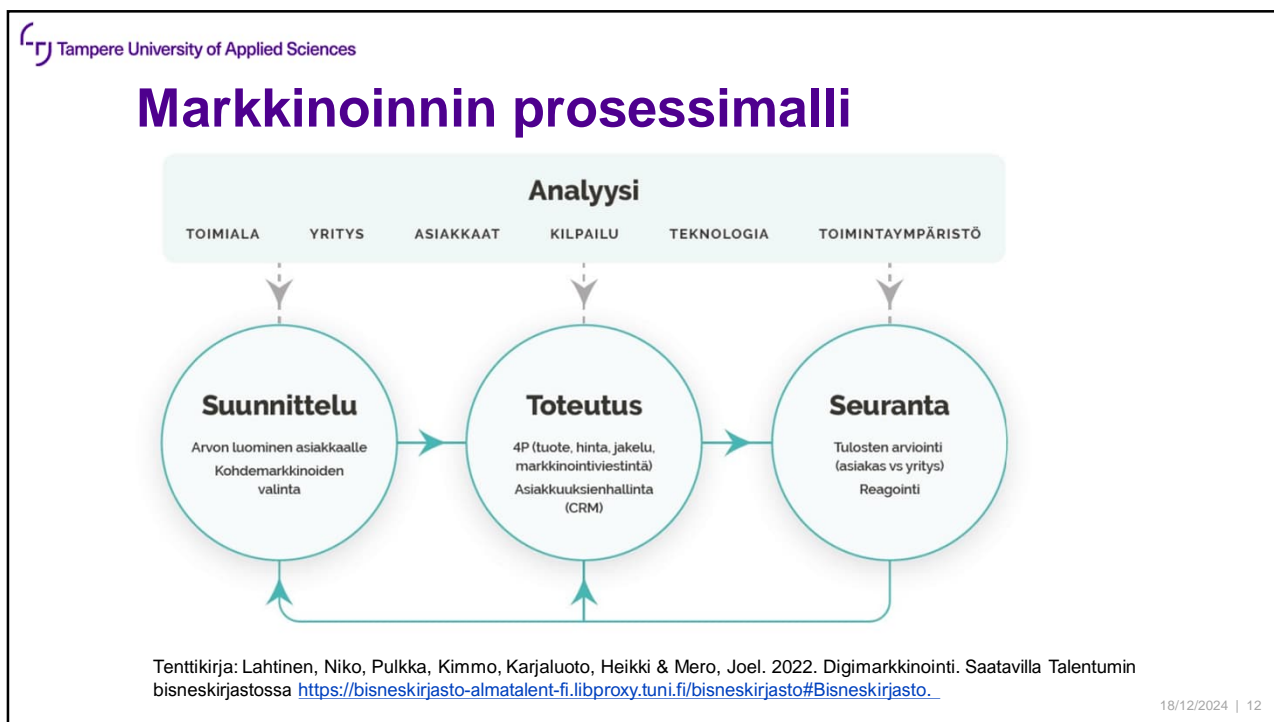 Tampere University of Applied Sciences
Markkinoinnin prosessimalli
Analyysi
TOIMIALA YRITYS ASIAKKAAT KILPAILU TEKNOLOGIA TOIMINTAYMPÄRISTÖ
Suunnittelu
Arvon luominen asiakkaalle
Kohdemarkkinoiden
valinta
Toteutus
4P (tuote, hinta, jakelu,
markkinointiviestintä)
Asiakkuuksienhallinta
(CRM)
Seuranta
Tulosten arviointi
(asiakas vs yritys)
Reagointi
Tenttikirja: Lahtinen, Niko, Pulkka, Kimmo, Karjaluoto, Heikki & Mero, Joel. 2022. Digimarkkinointi. Saatavilla Talentumin
bisneskirjastossa https://bisneskirjasto-almatalent-fi.libproxy.tuni.fi/bisneskirjasto#Bisneskirjasto.
18/12/2024 | 12